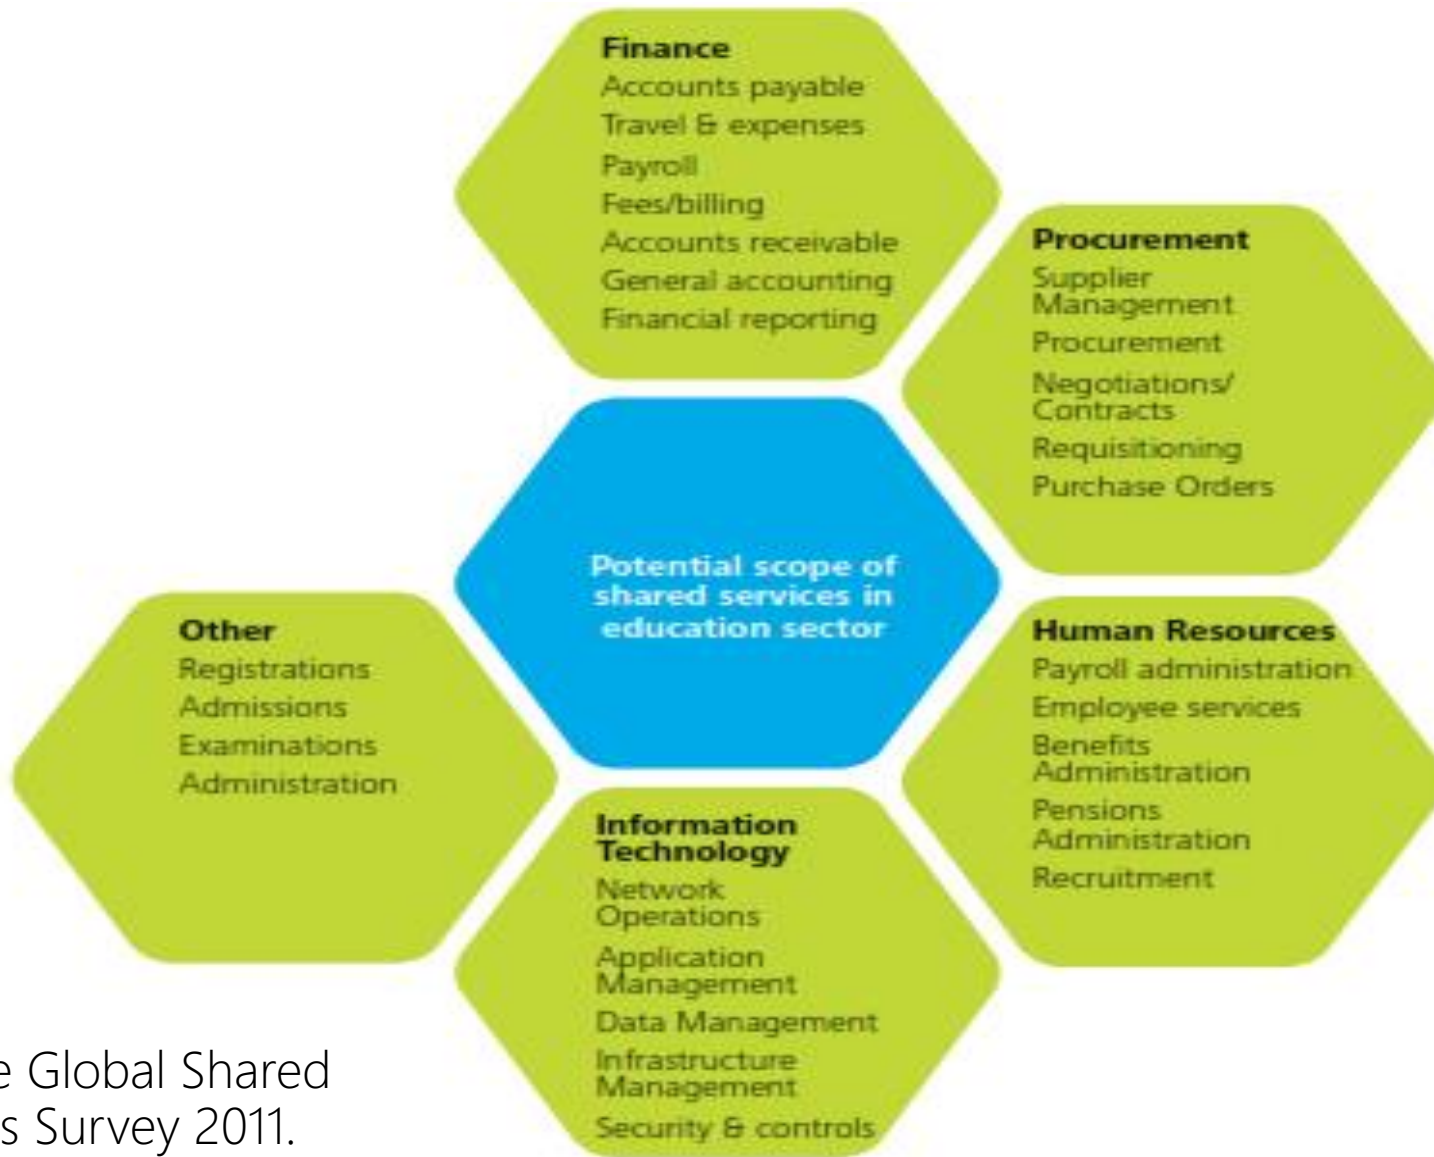 Finance
Accounts payable
Travel & expenses
Payroll
Fees/billing
Accounts receivable
General accounting
Financial reporting
Procurement
Supplier
Management
Procurement
Negotiations/
Contracts
Requisitioning
Purchase Orders
Potential scope of
shared services in
education sector
Human Resources
Payroll administration
Employee services
Benefits
Administration
Pensions
Administration
Recruitment
Information
Technology
Network
Operations
Application
Management
Data Management
Infrastructure
Management
Security & controls
Other
Registrations
Admissions
Examinations
Administration
Global Shared
Survey 2011.